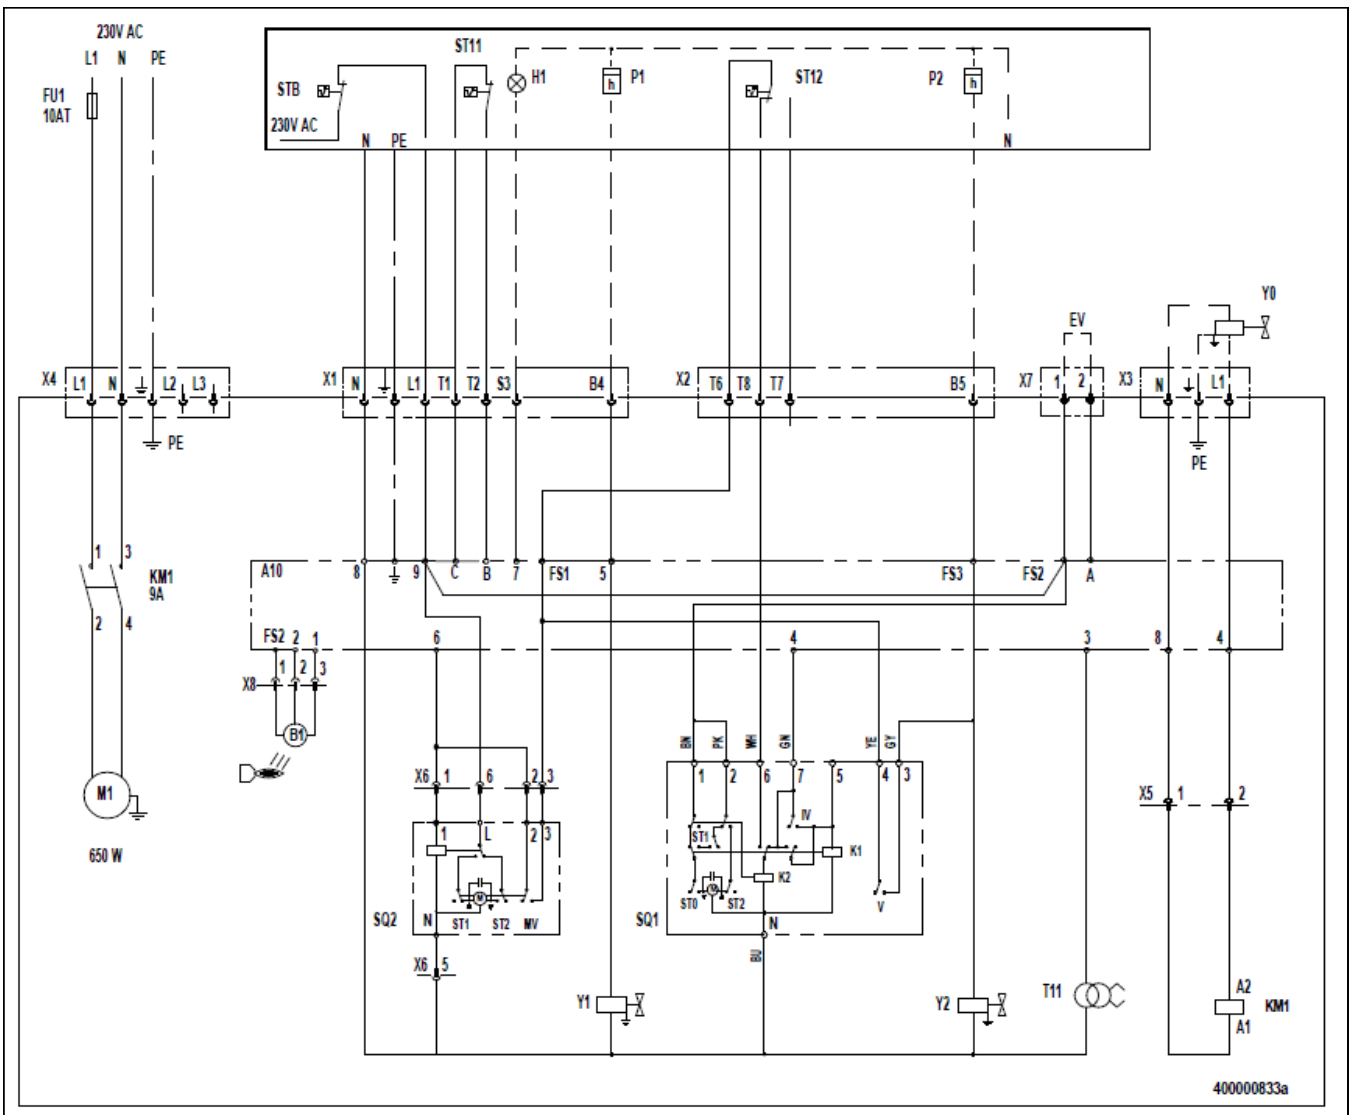 230V AC
L1 N PE
FU1
10AT
STB
230V AC
ST11
H1
P1
ST12
P2
N PE
N
Y0
EV
X4 L1 N L2 L3
X1 N L1 T1 T2 S3 B4
X2 T6 T8 T7 B5
X7 1 2
X3 N L1
PE
PE
1 3
KM1
9A
2 4
A10 8 9 C B 7 FS1 5 FS3 FS2 A
FS2 2 1 6 4 3 8 4
X8 1 2 3
B1
BN PK WH GN YE GY
X6 1 6 2 3
1 2 6 7 5 4 3
M1
650 W
X5 1 2
1 L 2 3
IV
ST1
K1
K2
M
M
ST0 ST2
V
SQ2 N ST1 ST2 MV
SQ1 N
BU
X6 5
Y1
Y2
T11
A2
KM1
A1
400000833a